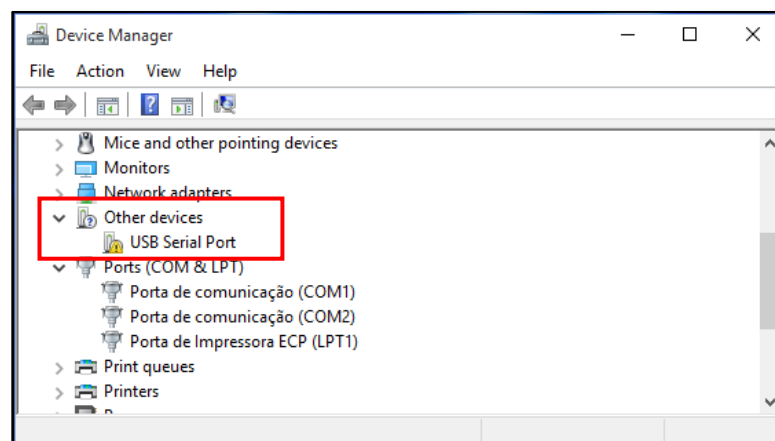 Device Manager
File Action View Help
Mice and other pointing devices
Monitors
Network adapters
Other devices
USB Serial Port
Ports (COM & LPT)
Porta de comunicação (COM1)
Porta de comunicação (COM2)
Porta de Impressora ECP (LPT1)
Print queues
Printers